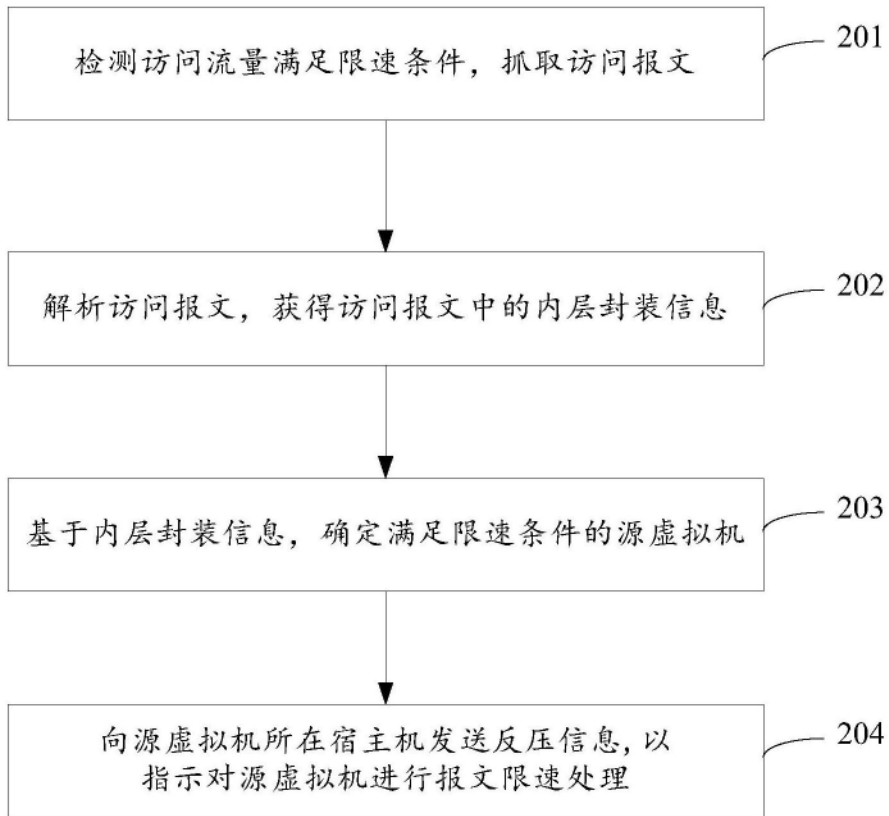 检测访问流量满足限速条件，抓取访问报文
201
解析访问报文，获得访问报文中的内层封装信息
202
基于内层封装信息，确定满足限速条件的源虚拟机
203
向源虚拟机所在宿主机发送反压信息,以
指示对源虚拟机进行报文限速处理
204